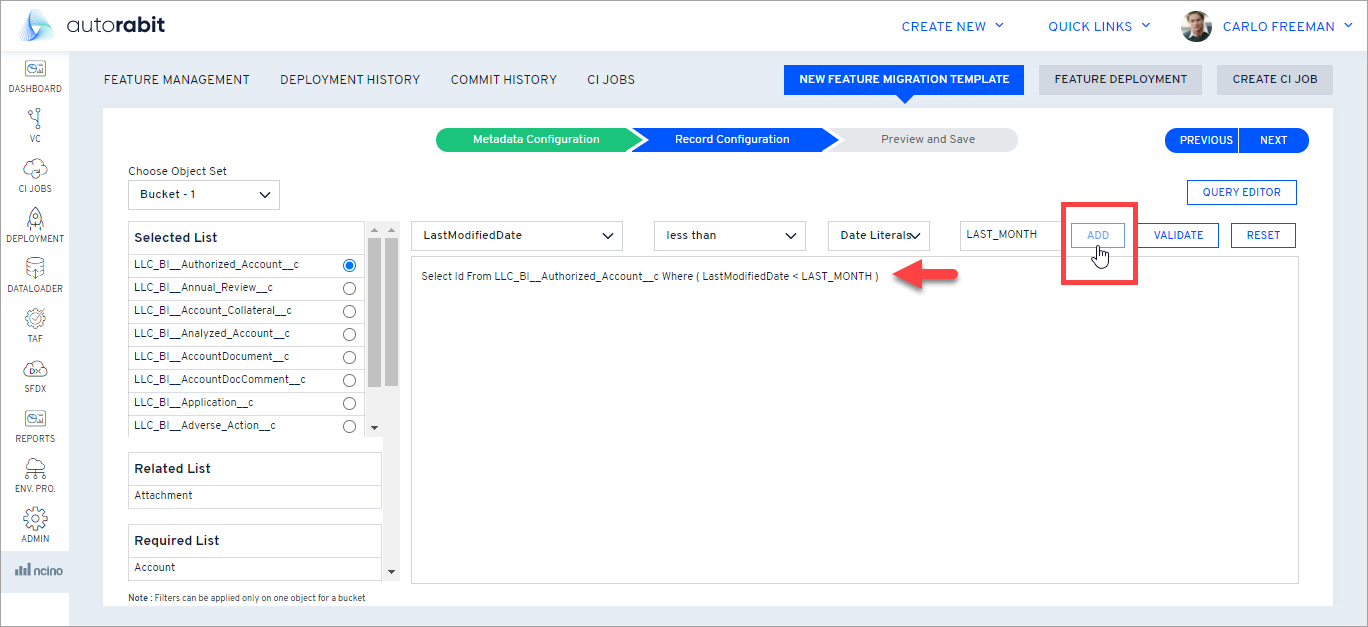 autorabit
CREATE NEW
QUICK LINKS
CARLO FREEMAN
DASHBOARD
VC
CI JOBS
DEPLOYMENT
DATALOADER
TAF
SFDX
REPORTS
ENV. PRO.
ADMIN
ncino
FEATURE MANAGEMENT
DEPLOYMENT HISTORY
COMMIT HISTORY
CI JOBS
NEW FEATURE MIGRATION TEMPLATE
FEATURE DEPLOYMENT
CREATE CI JOB
Metadata Configuration
Record Configuration
Preview and Save
PREVIOUS
NEXT
Choose Object Set
Bucket - 1
QUERY EDITOR
Selected List
LLC_BI__Authorized_Account__c
LLC_BI__Annual_Review__c
LLC_BI__Account_Collateral__c
LLC_BI__Analyzed_Account__c
LLC_BI__AccountDocument__c
LLC_BI__AccountDocComment__c
LLC_BI__Application__c
LLC_BI__Adverse_Action__c
Related List
Attachment
Required List
Account
Note : Filters can be applied only on one object for a bucket
LastModifiedDate
less than
Date Literals
LAST_MONTH
ADD
VALIDATE
RESET
Select Id From LLC_BI__Authorized_Account__c Where ( LastModifiedDate < LAST_MONTH )